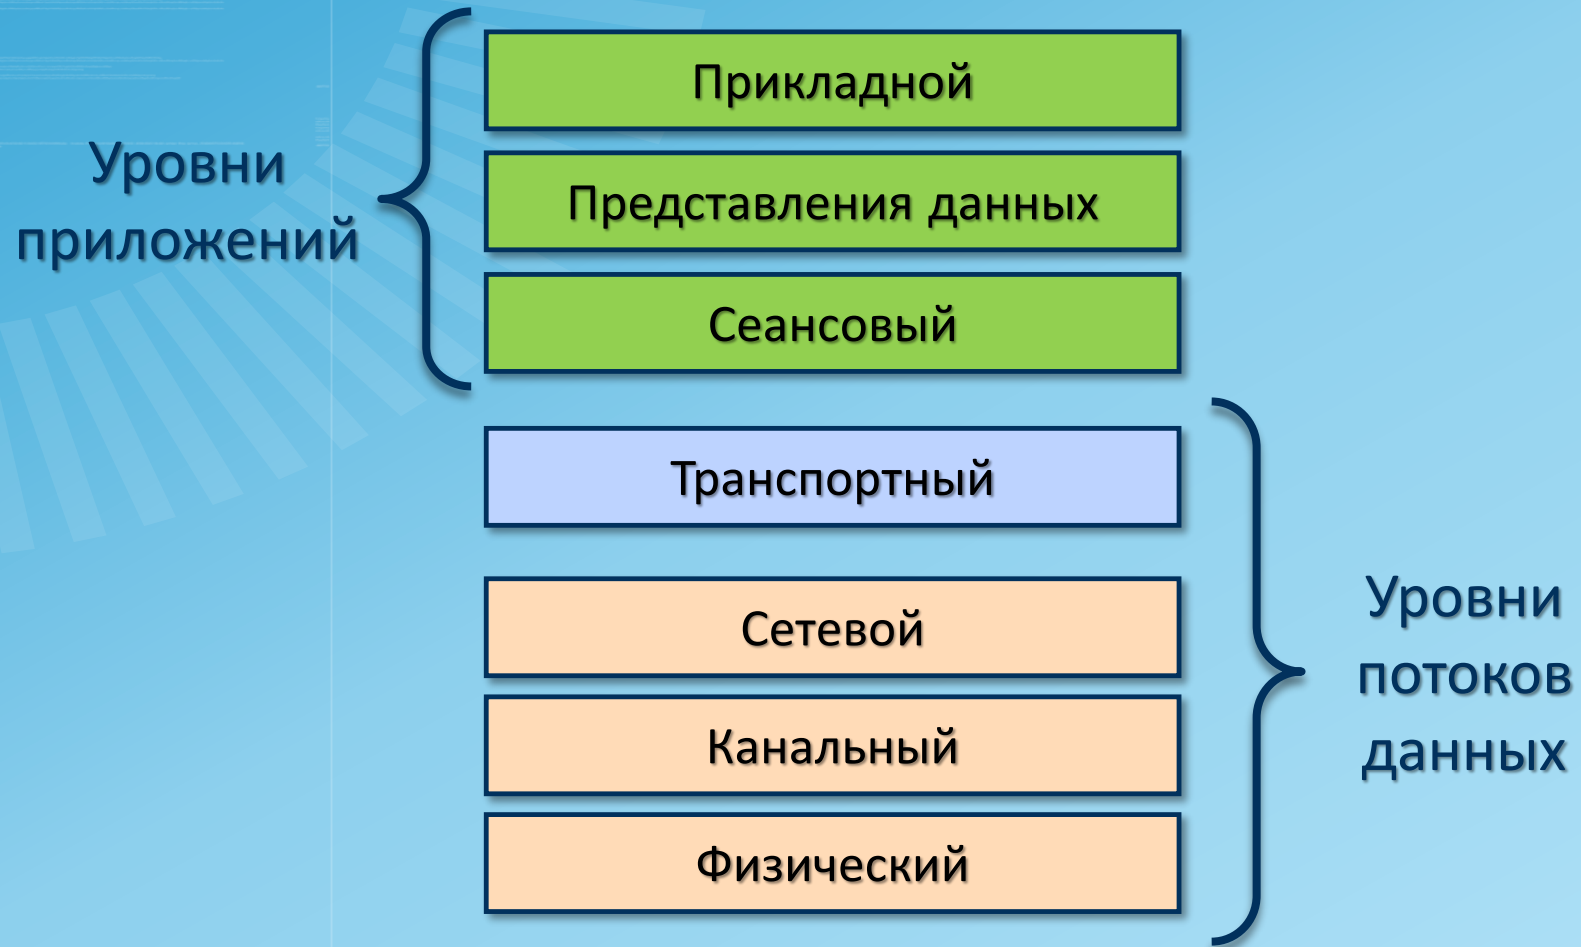 Уровни
приложений
Прикладной
Представления данных
Сеансовый
Транспортный
Сетевой
Канальный
Физический
Уровни
потоков
данных